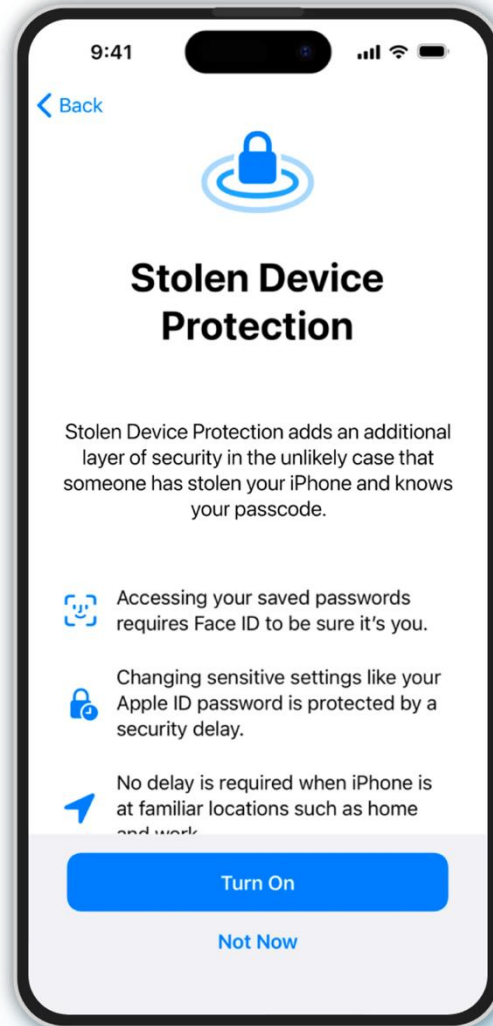 9:41
Back
Stolen Device
Protection
Stolen Device Protection adds an additional
layer of security in the unlikely case that
someone has stolen your iPhone and knows
your passcode.
Accessing your saved passwords
requires Face ID to be sure it’s you.
Changing sensitive settings like your
Apple ID password is protected by a
security delay.
No delay is required when iPhone is
at familiar locations such as home
and work
Turn On
Not Now